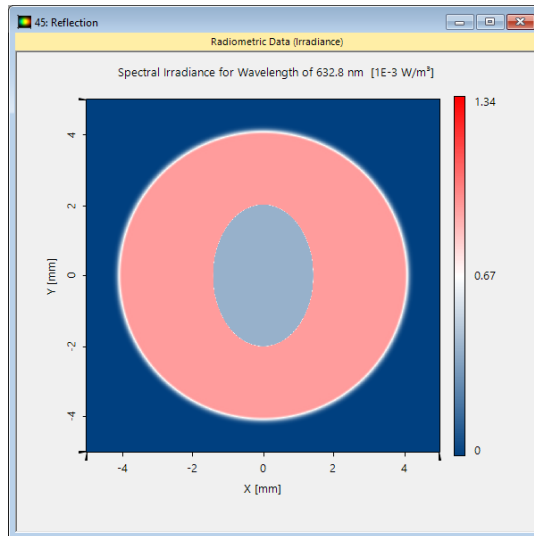 45: Reflection
Radiometric Data (Irradiance)
Spectral Irradiance for Wavelength of 632.8 nm [1E-3 W/m³]
1.34
0.67
0
4
2
0
-2
-4
Y [mm]
-4 -2 0 2 4
X [mm]